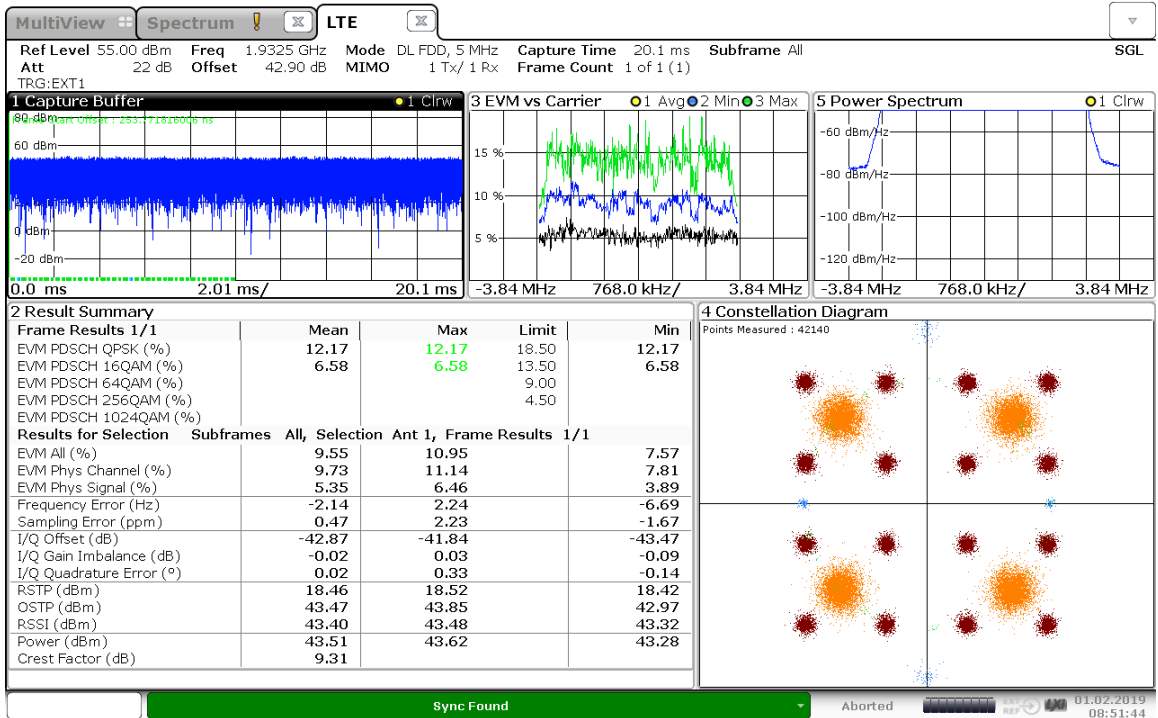 MultiView Spectrum ! LTE
Ref Level 55.00 dBm Freq 1.9325 GHz Mode DL FDD, 5 MHz Capture Time 20.1 ms Subframe All SGL
Att 22 dB Offset 42.90 dB MIMO 1 Tx/ 1 Rx Frame Count 1 of 1 (1)
TRG:EXT1
1 Capture Buffer 1 Clrw
80 dBm
Frame Start Offset : 253.771816006 ns
60 dBm
0 dBm
-20 dBm
0.0 ms 2.01 ms/ 20.1 ms
3 EVM vs Carrier 1 Avg 2 Min 3 Max
15 %
10 %
5 %
-3.84 MHz 768.0 kHz/ 3.84 MHz
5 Power Spectrum 1 Clrw
-60 dBm/Hz
-80 dBm/Hz
-100 dBm/Hz
-120 dBm/Hz
-3.84 MHz 768.0 kHz/ 3.84 MHz
2 Result Summary
Frame Results 1/1 Mean Max Limit Min
EVM PDSCH QPSK (%) 12.17 12.17 18.50 12.17
EVM PDSCH 16QAM (%) 6.58 6.58 13.50 6.58
EVM PDSCH 64QAM (%) 9.00
EVM PDSCH 256QAM (%) 4.50
EVM PDSCH 1024QAM (%)
Results for Selection Subframes All, Selection Ant 1, Frame Results 1/1
EVM All (%) 9.55 10.95 7.57
EVM Phys Channel (%) 9.73 11.14 7.81
EVM Phys Signal (%) 5.35 6.46 3.89
Frequency Error (Hz) -2.14 2.24 -6.69
Sampling Error (ppm) 0.47 2.23 -1.67
I/Q Offset (dB) -42.87 -41.84 -43.47
I/Q Gain Imbalance (dB) -0.02 0.03 -0.09
I/Q Quadrature Error (°) 0.02 0.33 -0.14
RSTP (dBm) 18.46 18.52 18.42
OSTP (dBm) 43.47 43.85 42.97
RSSI (dBm) 43.40 43.48 43.32
Power (dBm) 43.51 43.62 43.28
Crest Factor (dB) 9.31
4 Constellation Diagram
Points Measured : 42140
Sync Found
Aborted
EXT
REF
LXI
01.02.2019
08:51:44